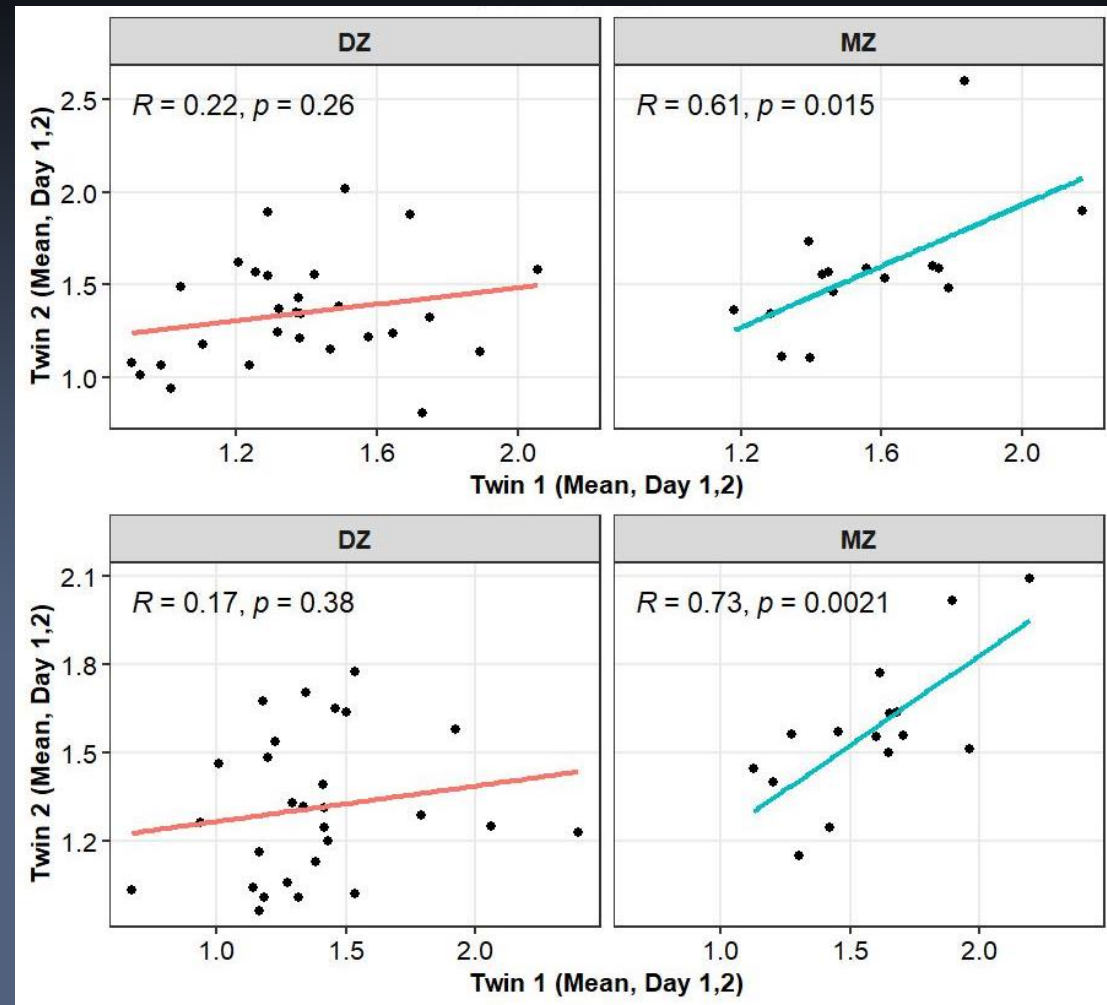 DZ
MZ
R = 0.22, p = 0.26
R = 0.61, p = 0.015
2.5
2.0
1.5
1.0
Twin 2 (Mean, Day 1,2)
1.2 1.6 2.0
1.2 1.6 2.0
Twin 1 (Mean, Day 1,2)
DZ
MZ
R = 0.17, p = 0.38
R = 0.73, p = 0.0021
2.1
1.8
1.5
1.2
Twin 2 (Mean, Day 1,2)
1.0 1.5 2.0
1.0 1.5 2.0
Twin 1 (Mean, Day 1,2)